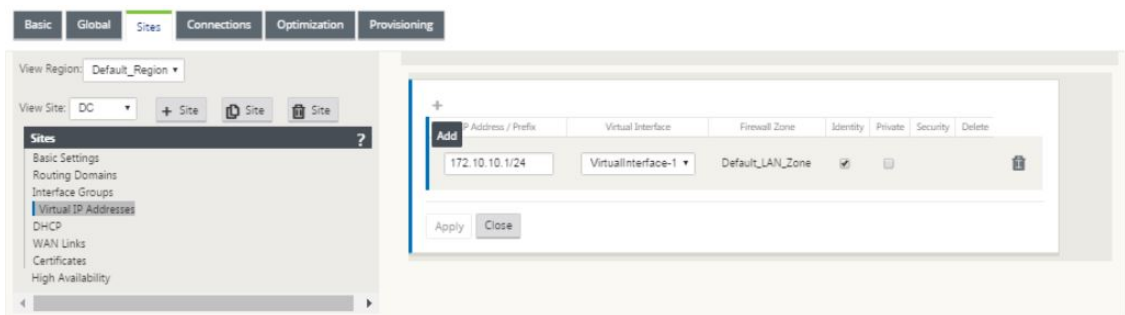 Basic Global Sites Connections Optimization Provisioning
View Region: Default_Region
View Site: DC + Site Site Site
Sites ?
Basic Settings
Routing Domains
Interface Groups
Virtual IP Addresses
DHCP
WAN Links
Certificates
High Availability
+
Add P Address / Prefix Virtual Interface Firewall Zone Identity Private Security Delete
172.10.10.1/24 VirtualInterface-1 Default_LAN_Zone
Apply Close